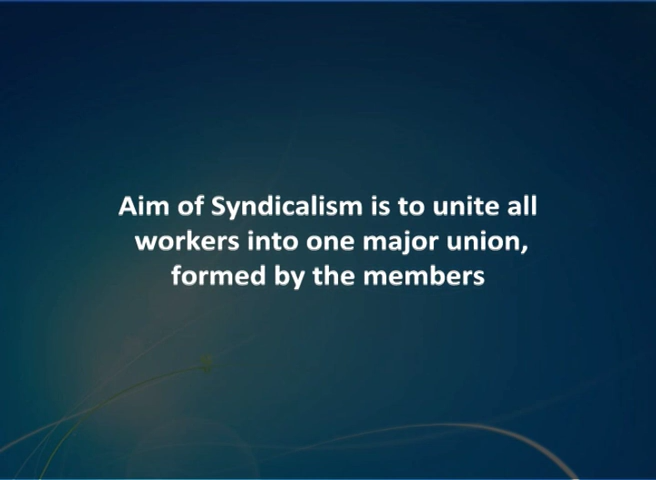 Aim of Syndicalism is to unite all
workers into one major union,
formed by the members